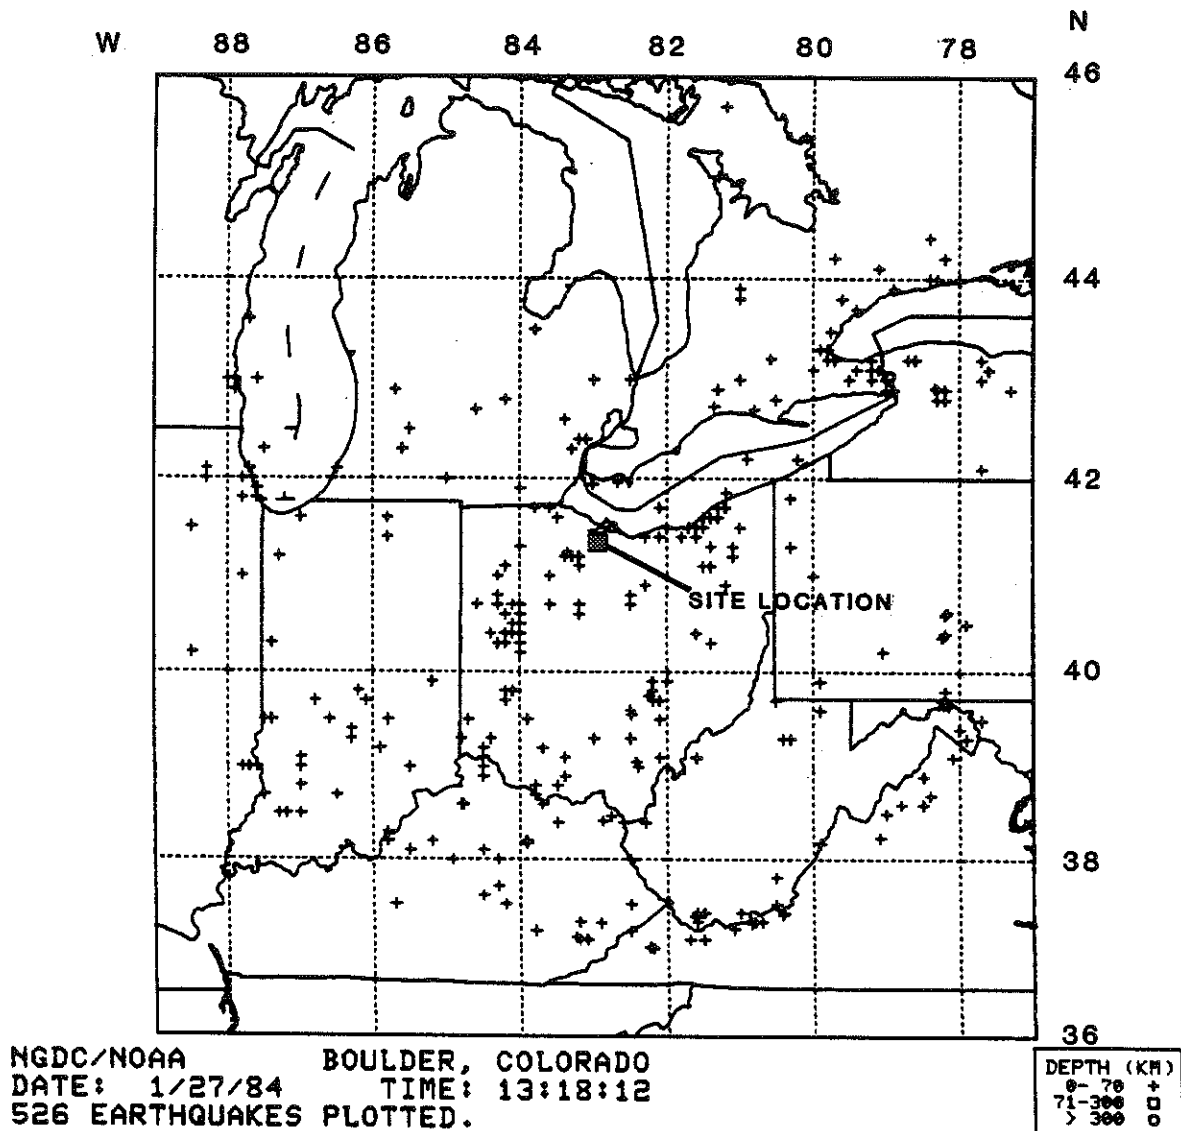 N
W 88 86 84 82 80 78
46
44
42
SITE LOCATION
40
38
36
NGDC/NOAA BOULDER, COLORADO
DATE: 1/27/84 TIME: 13:18:12
526 EARTHQUAKES PLOTTED.
DEPTH (KM)
0- 70 +
71-300 □
> 300 o